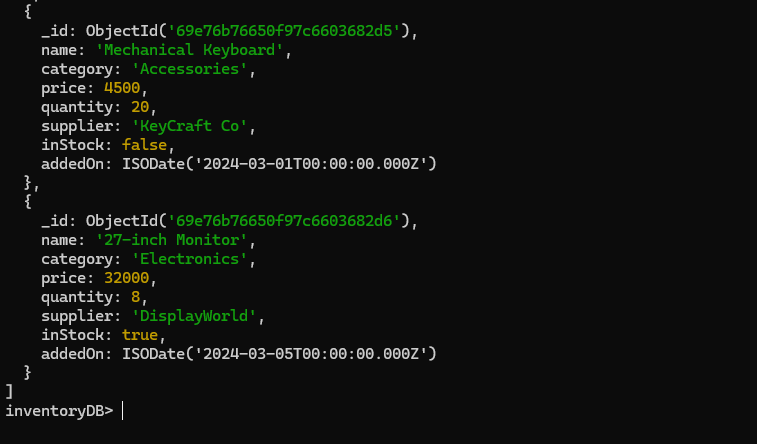 {
_id: ObjectId('69e76b76650f97c6603682d5'),
name: 'Mechanical Keyboard',
category: 'Accessories',
price: 4500,
quantity: 20,
supplier: 'KeyCraft Co',
inStock: false,
addedOn: ISODate('2024-03-01T00:00:00.000Z')
},
{
_id: ObjectId('69e76b76650f97c6603682d6'),
name: '27-inch Monitor',
category: 'Electronics',
price: 32000,
quantity: 8,
supplier: 'DisplayWorld',
inStock: true,
addedOn: ISODate('2024-03-05T00:00:00.000Z')
}
]
inventoryDB>